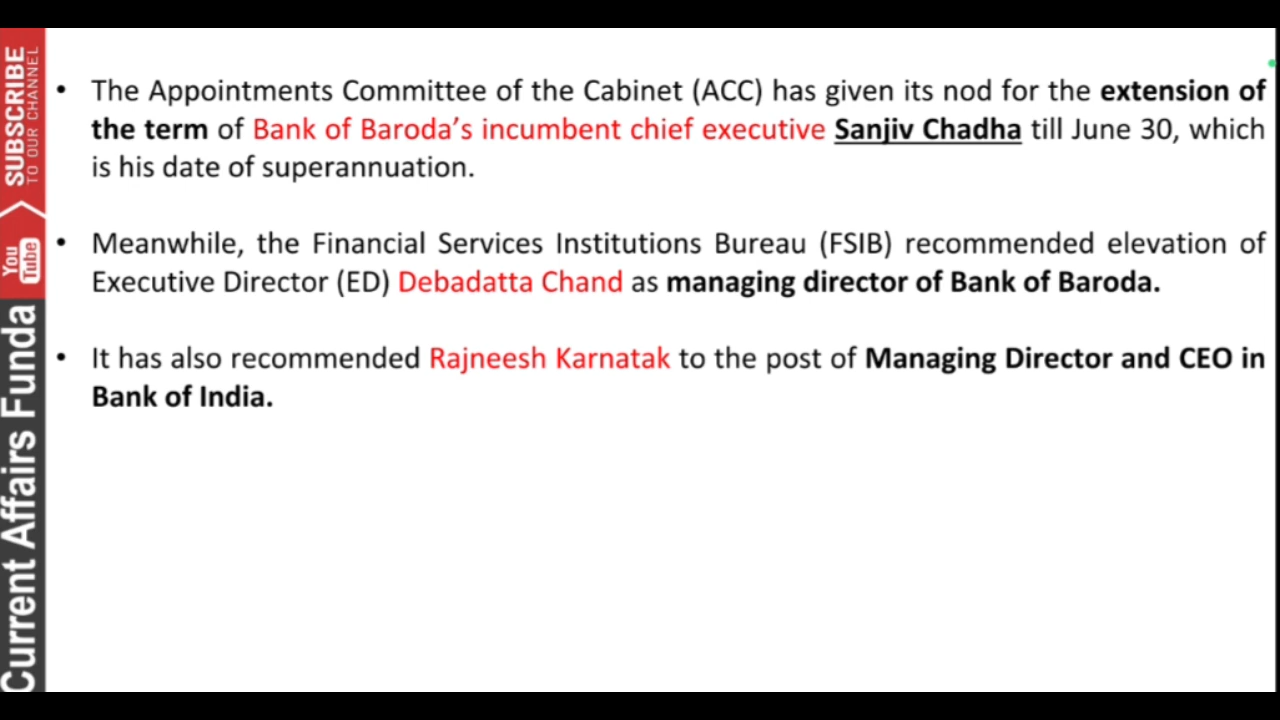 • The Appointments Committee of the Cabinet (ACC) has given its nod for the extension of
the term of Bank of Baroda’s incumbent chief executive Sanjiv Chadha till June 30, which
is his date of superannuation.
• Meanwhile, the Financial Services Institutions Bureau (FSIB) recommended elevation of
Executive Director (ED) Debadatta Chand as managing director of Bank of Baroda.
• It has also recommended Rajneesh Karnatak to the post of Managing Director and CEO in
Bank of India.
SUBSCRIBE
TO OUR CHANNEL
You
Tube
Current Affairs Funda